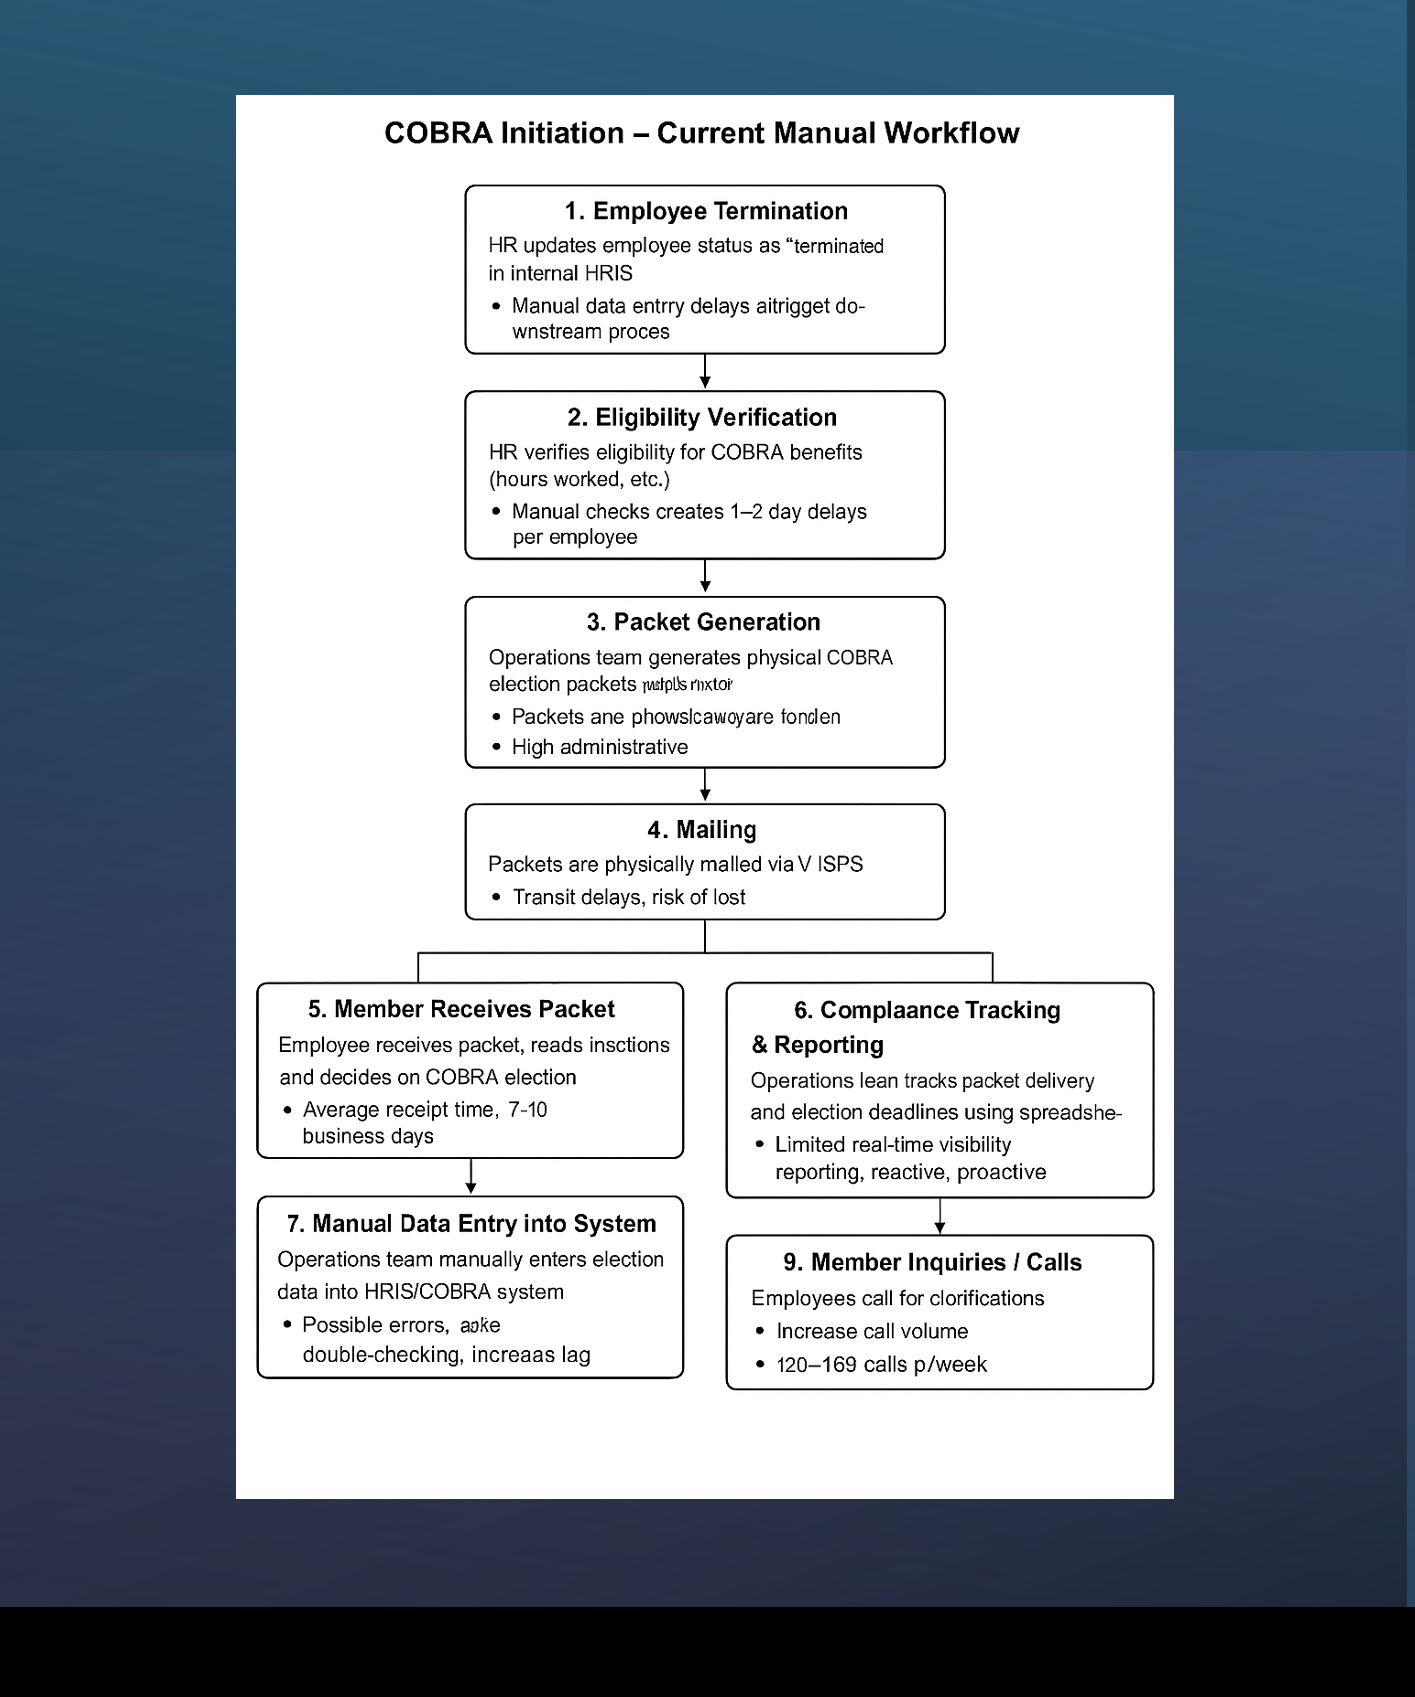 COBRA Initiation – Current Manual Workflow
1. Employee Termination
HR updates employee status as “terminated
in internal HRIS
• Manual data entrry delays aitrigget do-
wnstream proces
2. Eligibility Verification
HR verifies eligibility for COBRA benefits
(hours worked, etc.)
• Manual checks creates 1–2 day delays
per employee
3. Packet Generation
Operations team generates physical COBRA
election packets
• Packets ane
• High administrative
4. Mailing
Packets are physically malled via V ISPS
• Transit delays, risk of lost
5. Member Receives Packet
Employee receives packet, reads insctions
and decides on COBRA election
• Average receipt time, 7-10
business days
6. Complaance Tracking
& Reporting
Operations lean tracks packet delivery
and election deadlines using spreadshe-
• Limited real-time visibility
reporting, reactive, proactive
7. Manual Data Entry into System
Operations team manually enters election
data into HRIS/COBRA system
• Possible errors,
double-checking, increaas lag
9. Member Inquiries / Calls
Employees call for clorifications
• Increase call volume
• 120–169 calls p/week